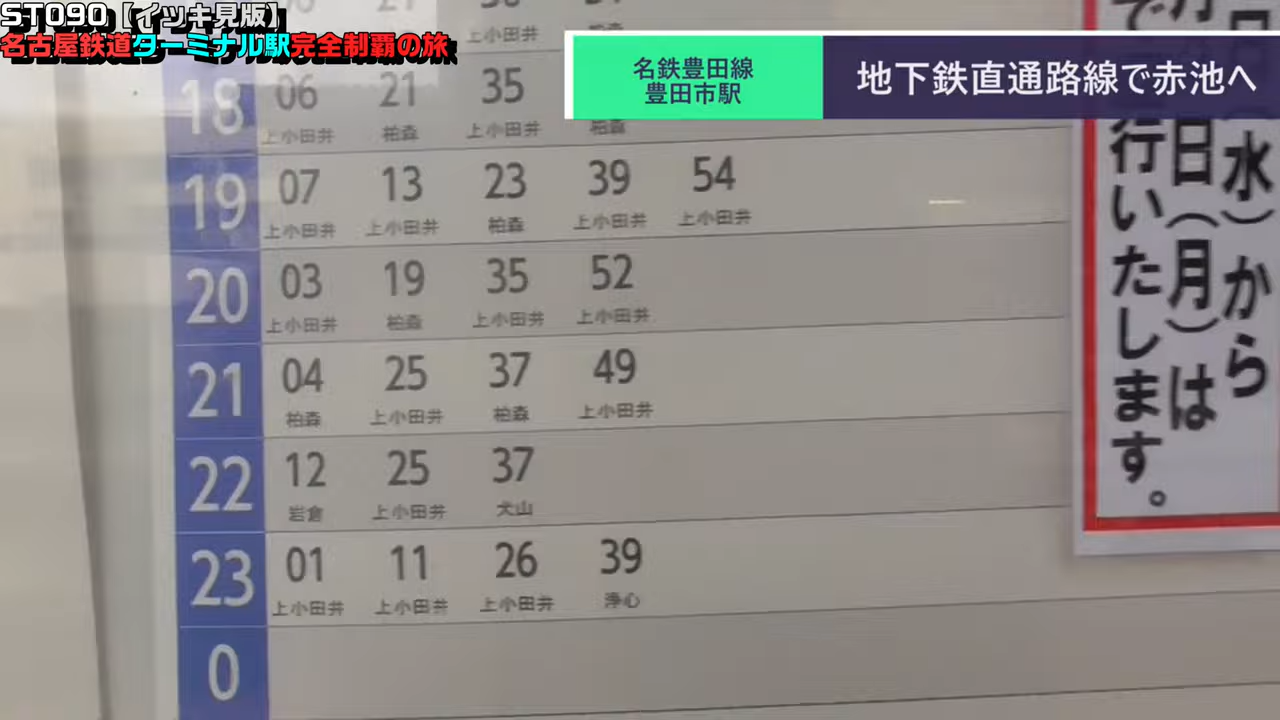 ST090【イッキ見版】
名古屋鉄道ターミナル駅完全制覇の旅
名鉄豊田線
豊田市駅
地下鉄直通路線で赤池へ
上小田井
18 06 21 35
上小田井 柏森 上小田井 柏森
19 07 13 23 39 54
上小田井 上小田井 柏森 上小田井 上小田井
20 03 19 35 52
上小田井 柏森 上小田井 上小田井
21 04 25 37 49
柏森 上小田井 柏森 上小田井
22 12 25 37
岩倉 上小田井 犬山
23 01 11 26 39
上小田井 上小田井 上小田井 浄心
0
（水）から
日（月）は
行いたします。